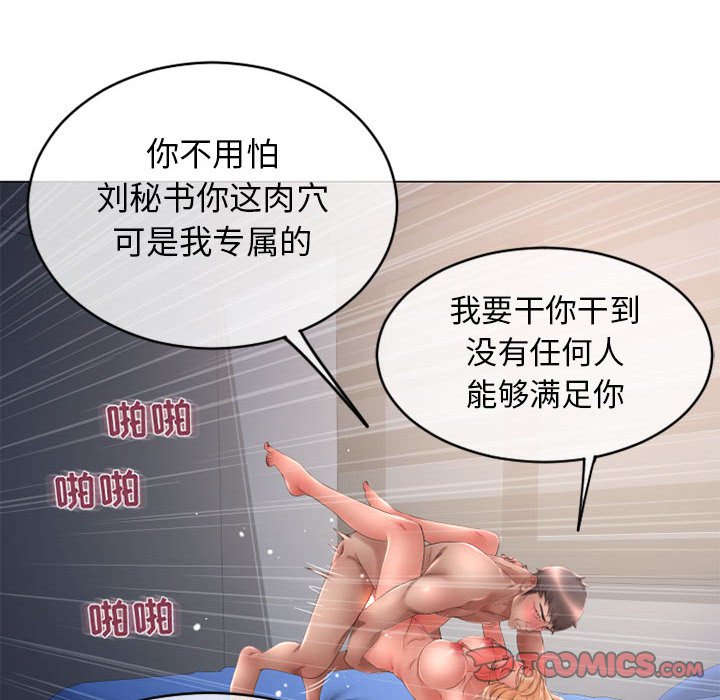 你不用怕
刘秘书你这肉穴
可是我专属的
我要干你干到
没有任何人
能够满足你
啪啪
啪啪
啪啪
TOOMICS.COM